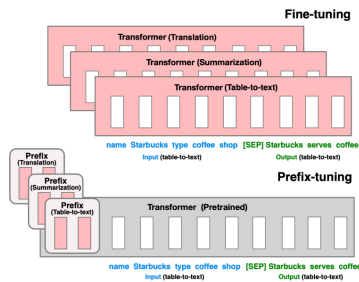 Fine-tuning
Transformer (Translation)
Transformer (Summarization)
Transformer (Table-to-text)
name Starbucks type coffee shop [SEP] Starbucks serves coffee
Input (table-to-text) Output (table-to-text)
Prefix-tuning
Prefix
(Translation)
Prefix
(Summarization)
Prefix
(Table-to-text)
Transformer (Pretrained)
name Starbucks type coffee shop [SEP] Starbucks serves coffee
Input (table-to-text) Output (table-to-text)